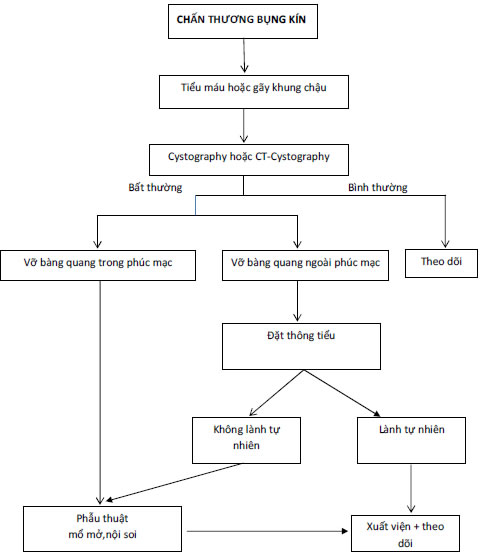 CHẤN THƯƠNG BỤNG KÍN
Tiểu máu hoặc gãy khung chậu
Cystography hoặc CT-Cystography
Bất thường
Bình thường
Vỡ bàng quang trong phúc mạc
Vỡ bàng quang ngoài phúc mạc
Theo dõi
Đặt thông tiểu
Không lành tự
nhiên
Lành tự nhiên
Phẫu thuật
mổ mở,nội soi
Xuất viện + theo
dõi